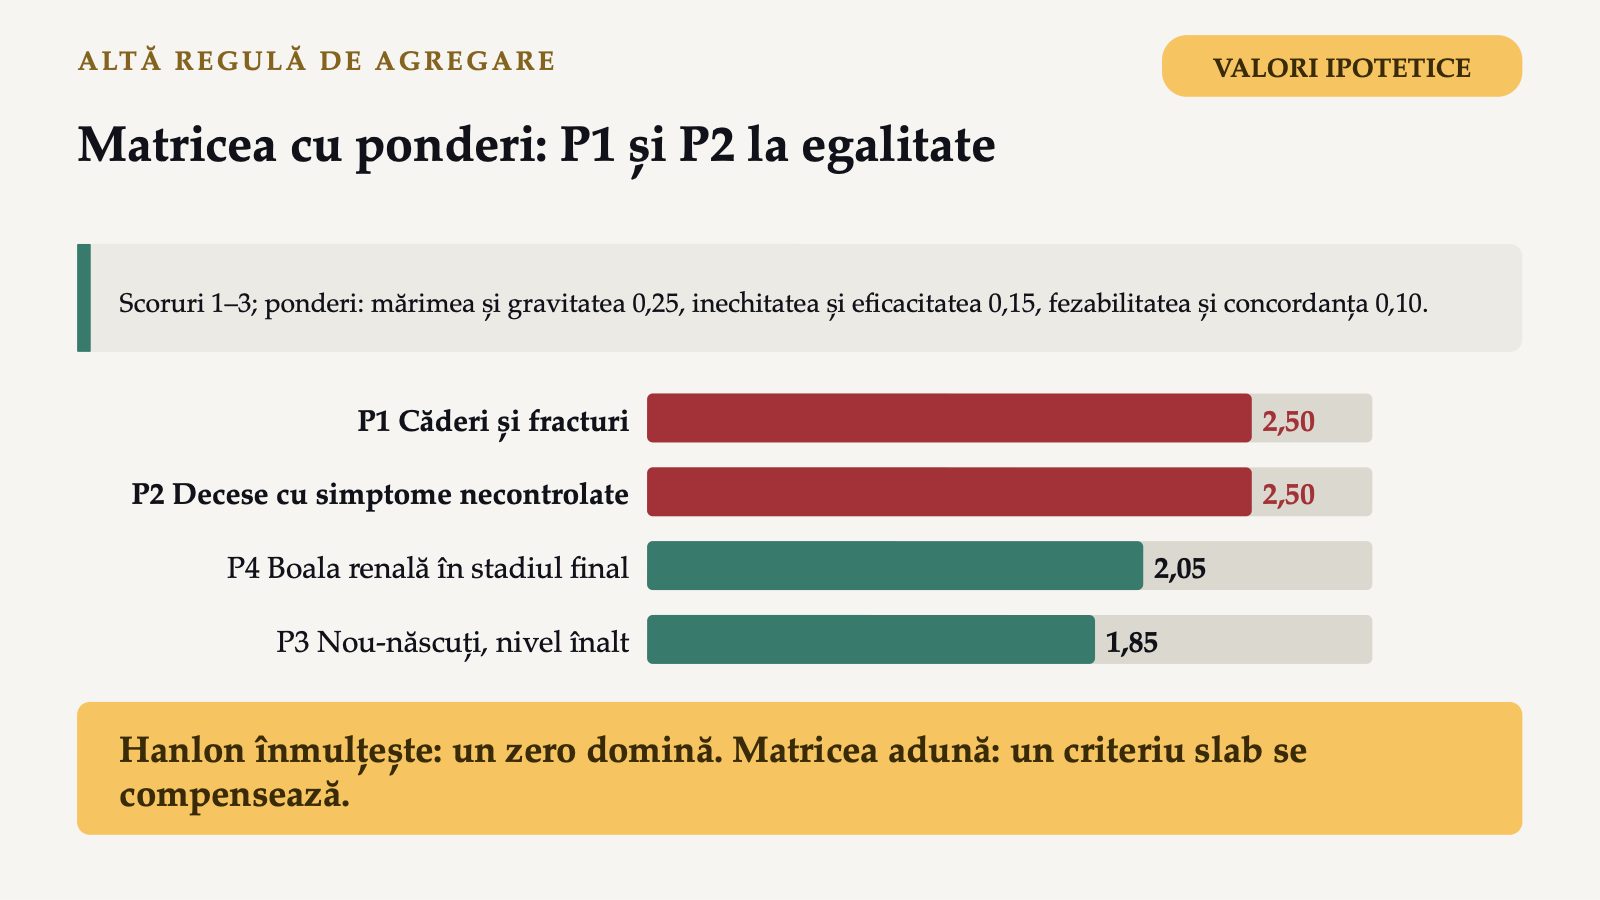 ALTĂ REGULĂ DE AGREGARE
VALORI IPOTETICE
Matricea cu ponderi: P1 și P2 la egalitate
Scoruri 1–3; ponderi: mărimea și gravitatea 0,25, inechitatea și eficacitatea 0,15, fezabilitatea și concordanța 0,10.
P1 Căderi și fracturi 2,50
P2 Decese cu simptome necontrolate 2,50
P4 Boala renală în stadiul final 2,05
P3 Nou-născuți, nivel înalt 1,85
Hanlon înmulțește: un zero domină. Matricea adună: un criteriu slab se
compensează.